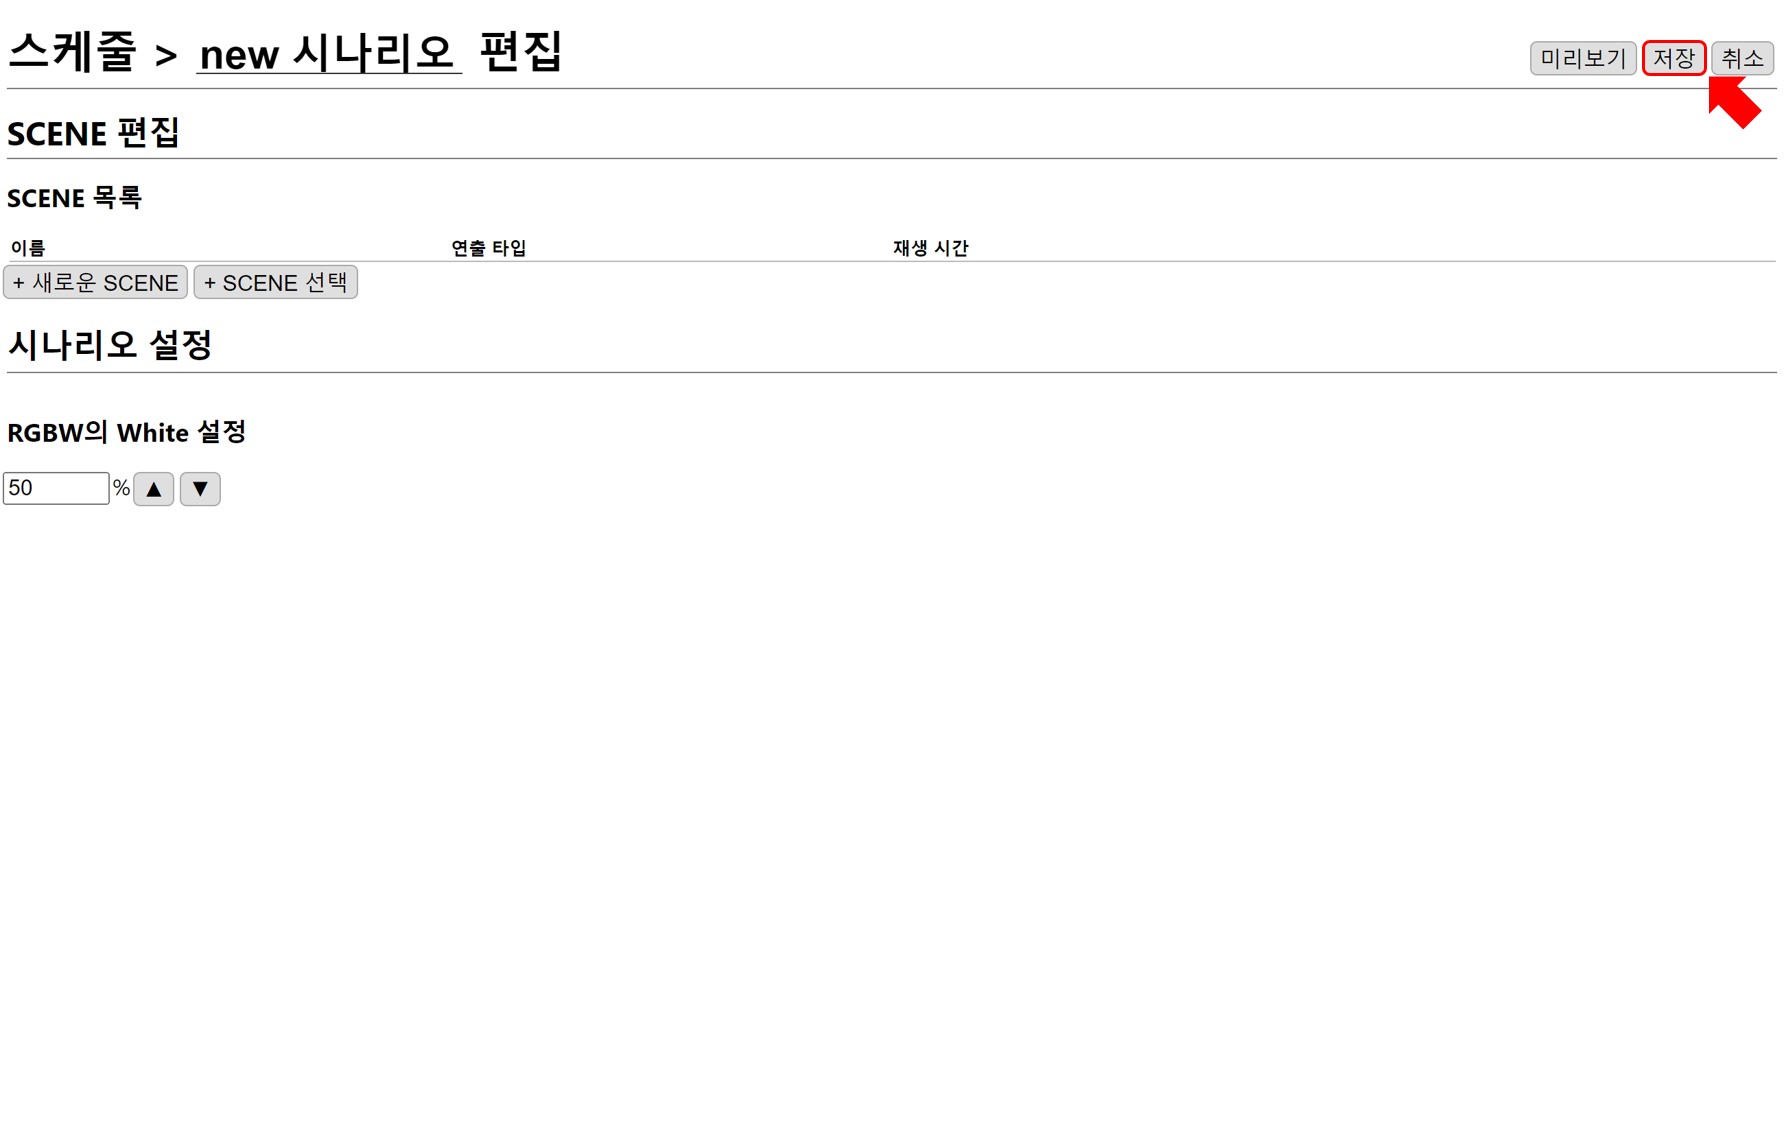 스케줄 > new 시나리오 편집
미리보기 저장 취소
SCENE 편집
SCENE 목록
이름 연출 타입 재생 시간
+ 새로운 SCENE + SCENE 선택
시나리오 설정
RGBW의 White 설정
50 % ▲ ▼